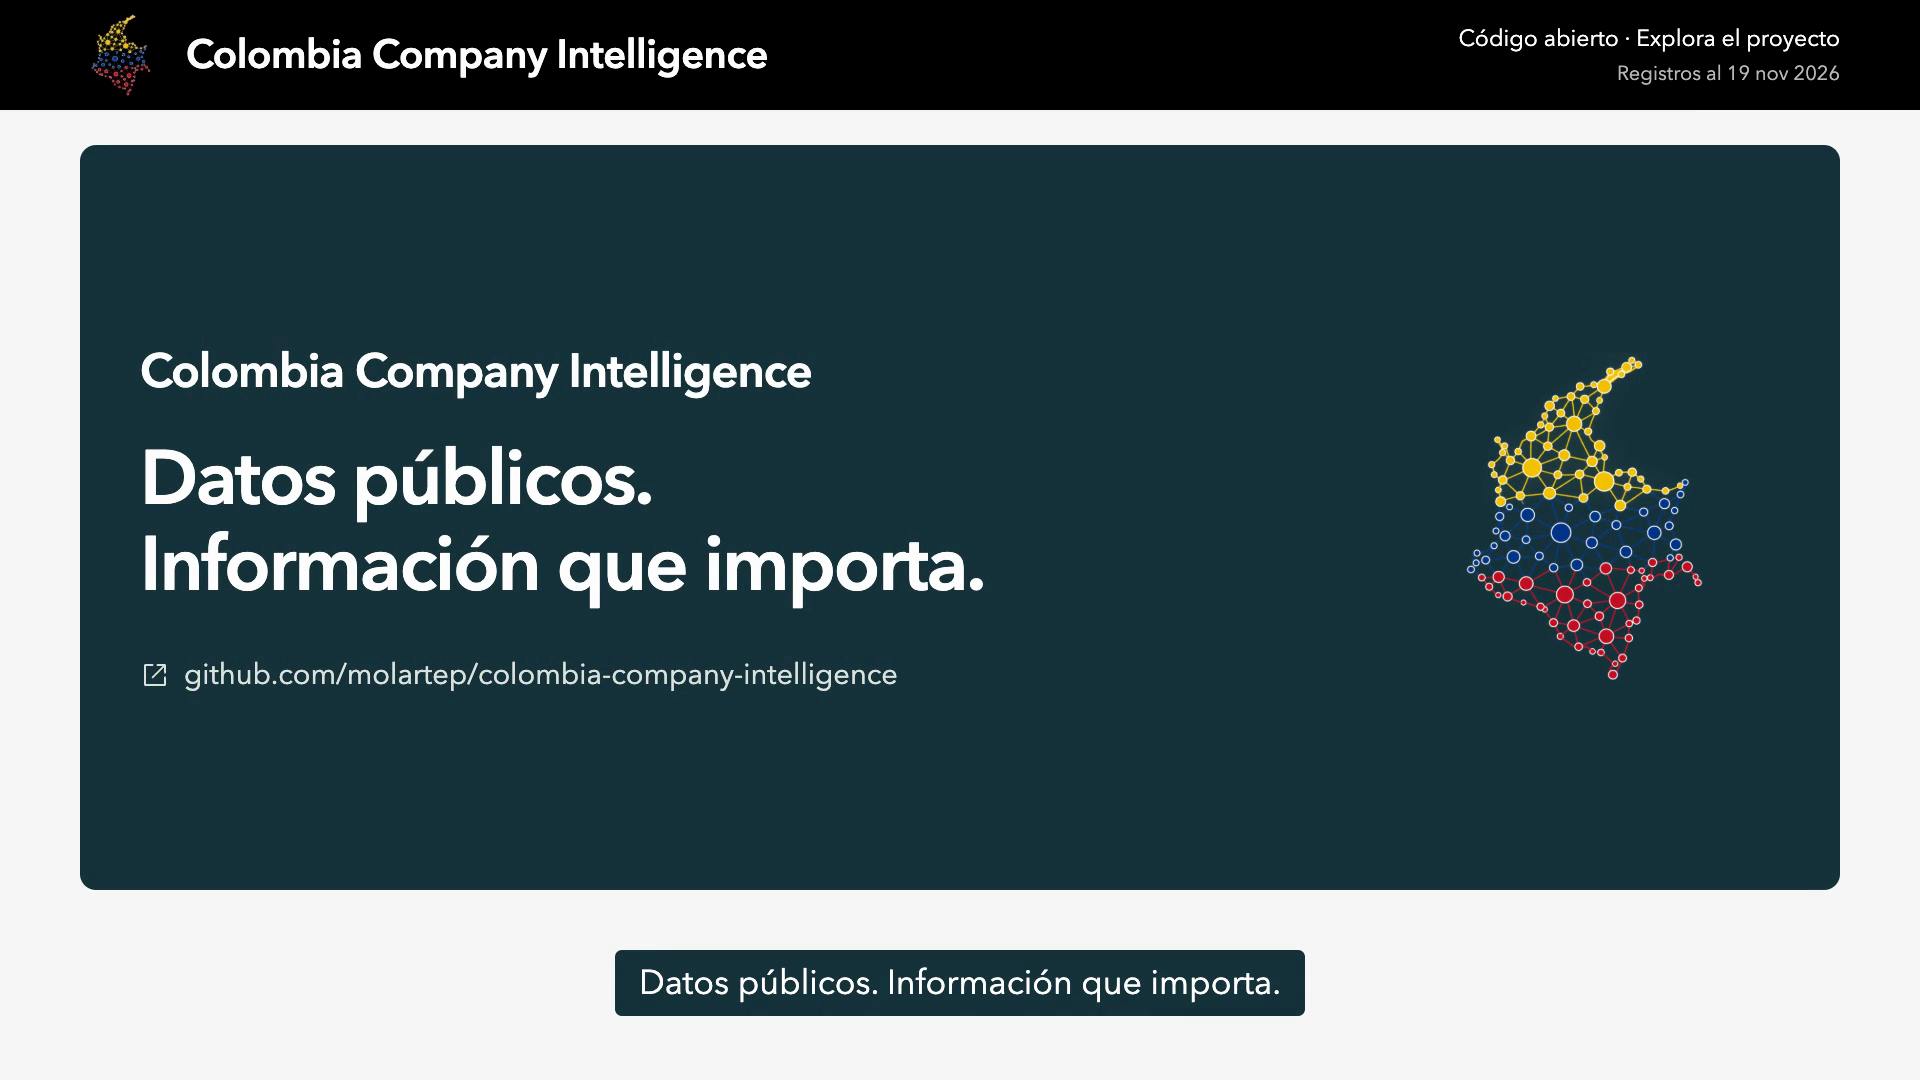 Colombia Company Intelligence
Código abierto · Explora el proyecto
Registros al 19 nov 2026
Colombia Company Intelligence
Datos públicos.
Información que importa.
github.com/molartep/colombia-company-intelligence
Datos públicos. Información que importa.